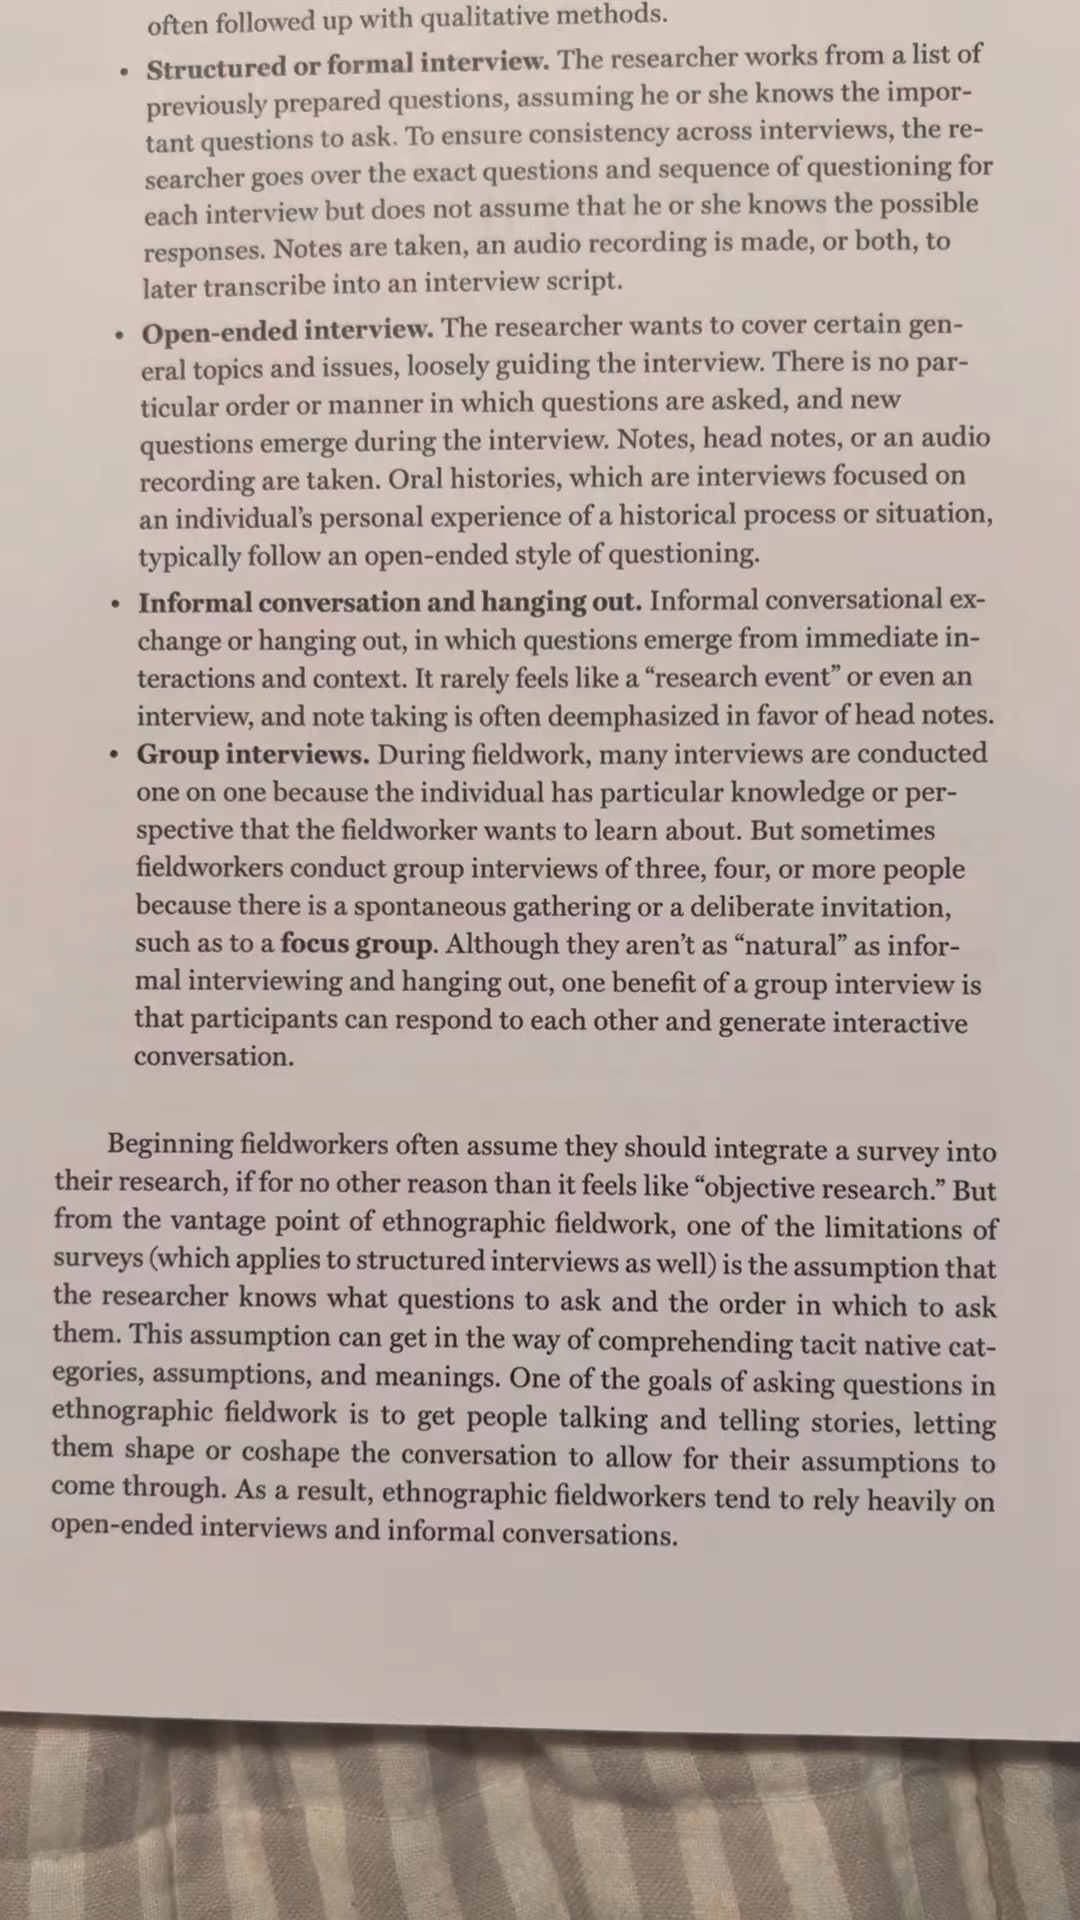 often followed up with qualitative methods.
• Structured or formal interview. The researcher works from a list of
previously prepared questions, assuming he or she knows the impor-
tant questions to ask. To ensure consistency across interviews, the re-
searcher goes over the exact questions and sequence of questioning for
each interview but does not assume that he or she knows the possible
responses. Notes are taken, an audio recording is made, or both, to
later transcribe into an interview script.
• Open-ended interview. The researcher wants to cover certain gen-
eral topics and issues, loosely guiding the interview. There is no par-
ticular order or manner in which questions are asked, and new
questions emerge during the interview. Notes, head notes, or an audio
recording are taken. Oral histories, which are interviews focused on
an individual’s personal experience of a historical process or situation,
typically follow an open-ended style of questioning.
• Informal conversation and hanging out. Informal conversational ex-
change or hanging out, in which questions emerge from immediate in-
teractions and context. It rarely feels like a “research event” or even an
interview, and note taking is often deemphasized in favor of head notes.
• Group interviews. During fieldwork, many interviews are conducted
one on one because the individual has particular knowledge or per-
spective that the fieldworker wants to learn about. But sometimes
fieldworkers conduct group interviews of three, four, or more people
because there is a spontaneous gathering or a deliberate invitation,
such as to a focus group. Although they aren’t as “natural” as infor-
mal interviewing and hanging out, one benefit of a group interview is
that participants can respond to each other and generate interactive
conversation.
Beginning fieldworkers often assume they should integrate a survey into
their research, if for no other reason than it feels like “objective research.” But
from the vantage point of ethnographic fieldwork, one of the limitations of
surveys (which applies to structured interviews as well) is the assumption that
the researcher knows what questions to ask and the order in which to ask
them. This assumption can get in the way of comprehending tacit native cat-
egories, assumptions, and meanings. One of the goals of asking questions in
ethnographic fieldwork is to get people talking and telling stories, letting
them shape or coshape the conversation to allow for their assumptions to
come through. As a result, ethnographic fieldworkers tend to rely heavily on
open-ended interviews and informal conversations.